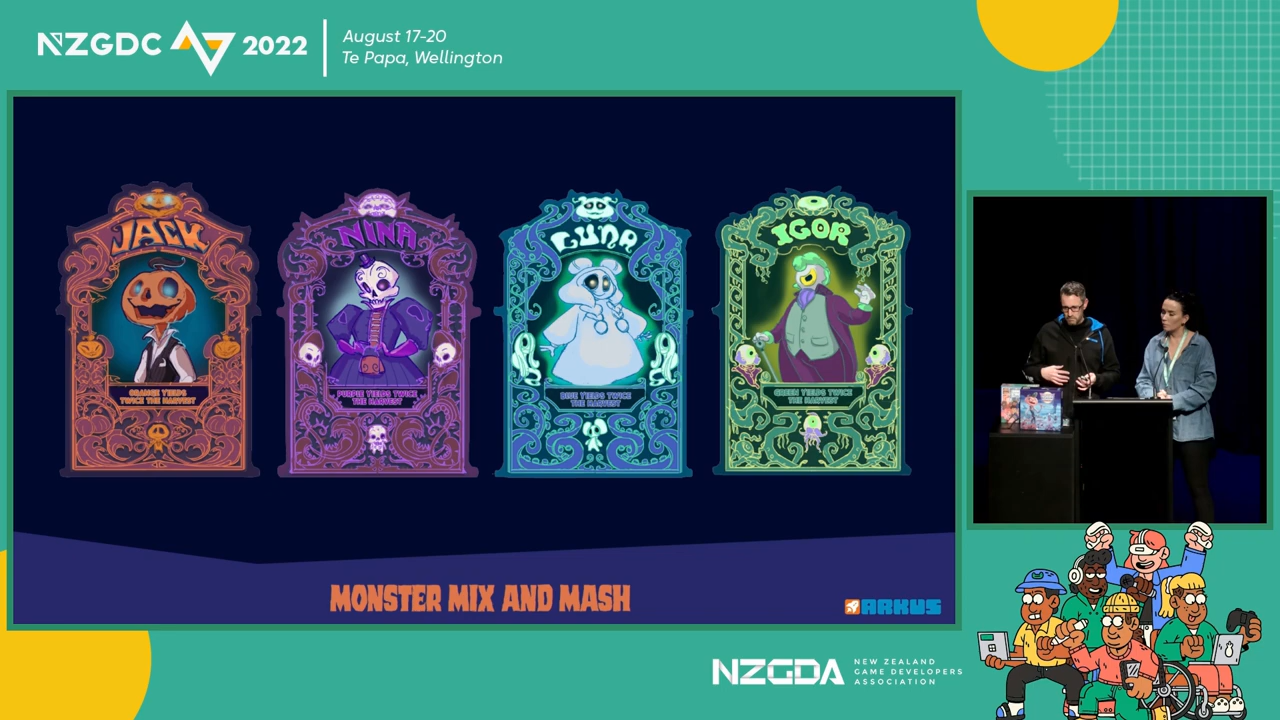 NZGDC
2022
August 17-20
Te Papa, Wellington
JACK
ORANGE YIELDS
TWICE THE HARVEST
NINA
PURPLE YIELDS TWICE
THE HARVEST
LUNA
BLUE YIELDS TWICE
THE HARVEST
IGOR
GREEN YIELDS TWICE
THE HARVEST
MONSTER MIX AND MASH
ARKUS
NZGDA
NEW ZEALAND
GAME DEVELOPERS
ASSOCIATION